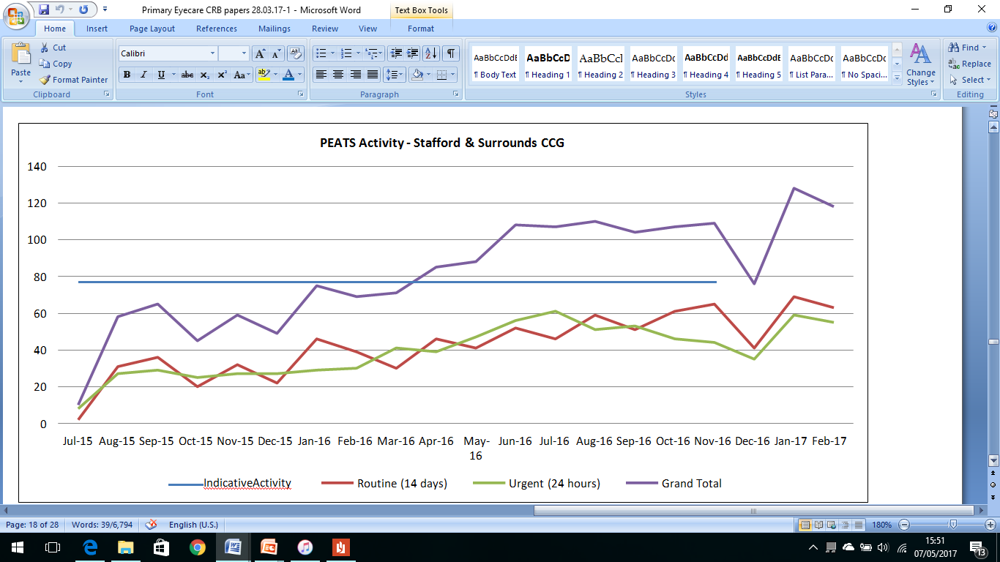 Primary Eyecare CRB papers 28.03.17-1 - Microsoft Word
Text Box Tools
Home Insert Page Layout References Mailings Review View Format
Paste
Cut
Copy
Format Painter
Clipboard
Calibri
B I U abc X₂ X² Aa ab A
Font
Paragraph
AaBbCcDdE AaBbCcD AaBbCcl AaBbCcDc AaBbCcDd AaBbCcDdE AaBbCcDc AaBbCcDc
¶ Body Text ¶ Heading 1 ¶ Heading 2 ¶ Heading 3 ¶ Heading 4 ¶ Heading 5 ¶ List Para... ¶ No Spaci...
Change
Styles
Styles
Find
Replace
Select
Editing
PEATS Activity - Stafford & Surrounds CCG
140
120
100
80
60
40
20
0
Jul-15 Aug-15 Sep-15 Oct-15 Nov-15 Dec-15 Jan-16 Feb-16 Mar-16 Apr-16 May- Jun-16 Jul-16 Aug-16 Sep-16 Oct-16 Nov-16 Dec-16 Jan-17 Feb-17
16
IndicativeActivity Routine (14 days) Urgent (24 hours) Grand Total
Page: 18 of 28 Words: 39/6,794 English (U.S.) 180%
15:51
07/05/2017
13